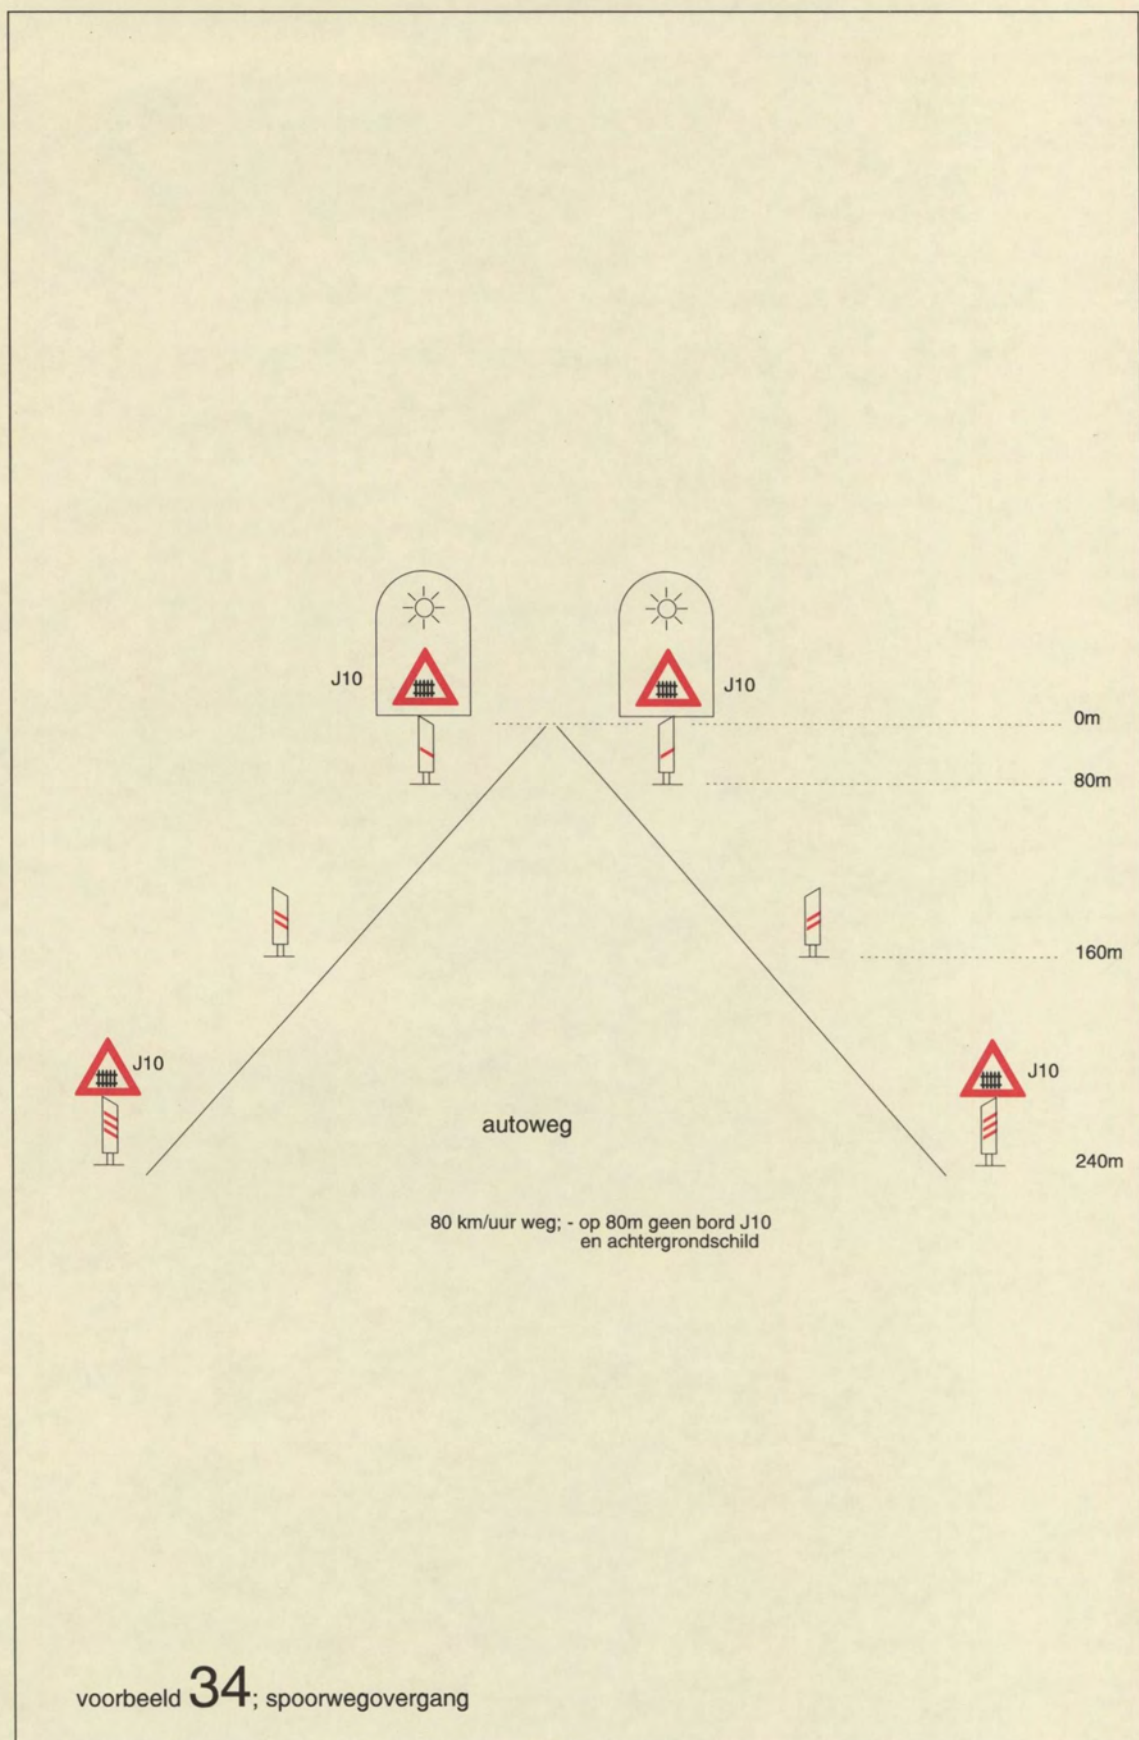 J10
J10
0m
80m
160m
J10
J10
autoweg
240m
80 km/uur weg; - op 80m geen bord J10
en achtergrondschild
voorbeeld 34; spoorwegovergang